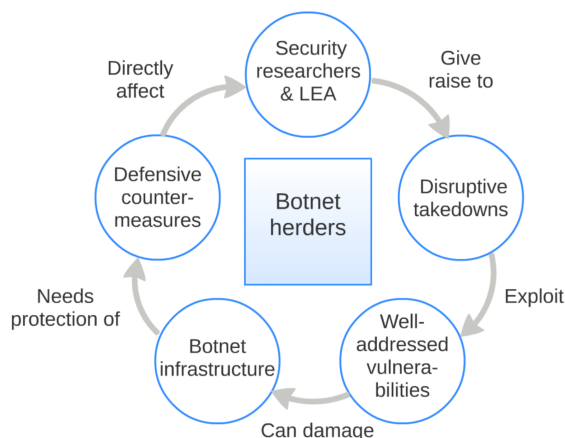 Security
researchers
& LEA
Give
raise to
Disruptive
takedowns
Exploit
Well-
addressed
vulnera-
bilities
Can damage
Botnet
infrastructure
Needs
protection of
Defensive
counter-
measures
Directly
affect
Botnet
herders